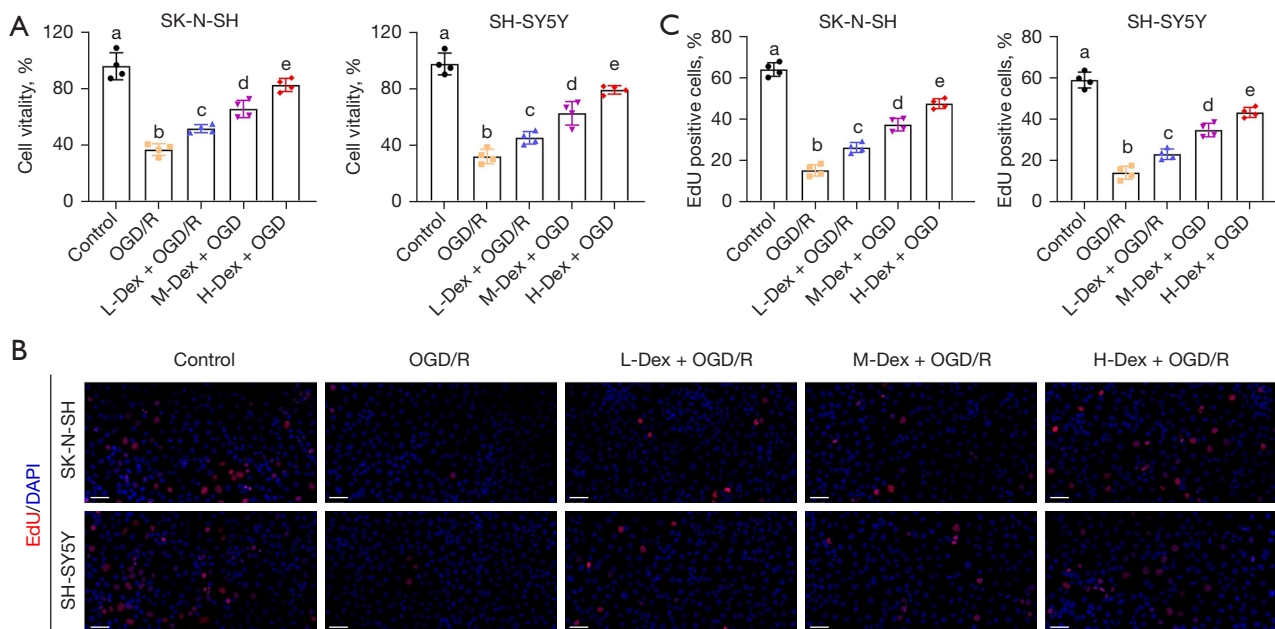 A
SK-N-SH
Cell vitality, %
120
80
40
0
a
b
c
d
e
Control
OGD/R
L-Dex + OGD/R
M-Dex + OGD
H-Dex + OGD
SH-SY5Y
Cell vitality, %
120
80
40
0
a
b
c
d
e
Control
OGD/R
L-Dex + OGD/R
M-Dex + OGD
H-Dex + OGD
C
SK-N-SH
EdU positive cells, %
80
60
40
20
0
a
b
c
d
e
Control
OGD/R
L-Dex + OGD/R
M-Dex + OGD
H-Dex + OGD
SH-SY5Y
EdU positive cells, %
80
60
40
20
0
a
b
c
d
e
Control
OGD/R
L-Dex + OGD/R
M-Dex + OGD
H-Dex + OGD
B
Control
OGD/R
L-Dex + OGD/R
M-Dex + OGD/R
H-Dex + OGD/R
EdU/DAPI
SK-N-SH
SH-SY5Y